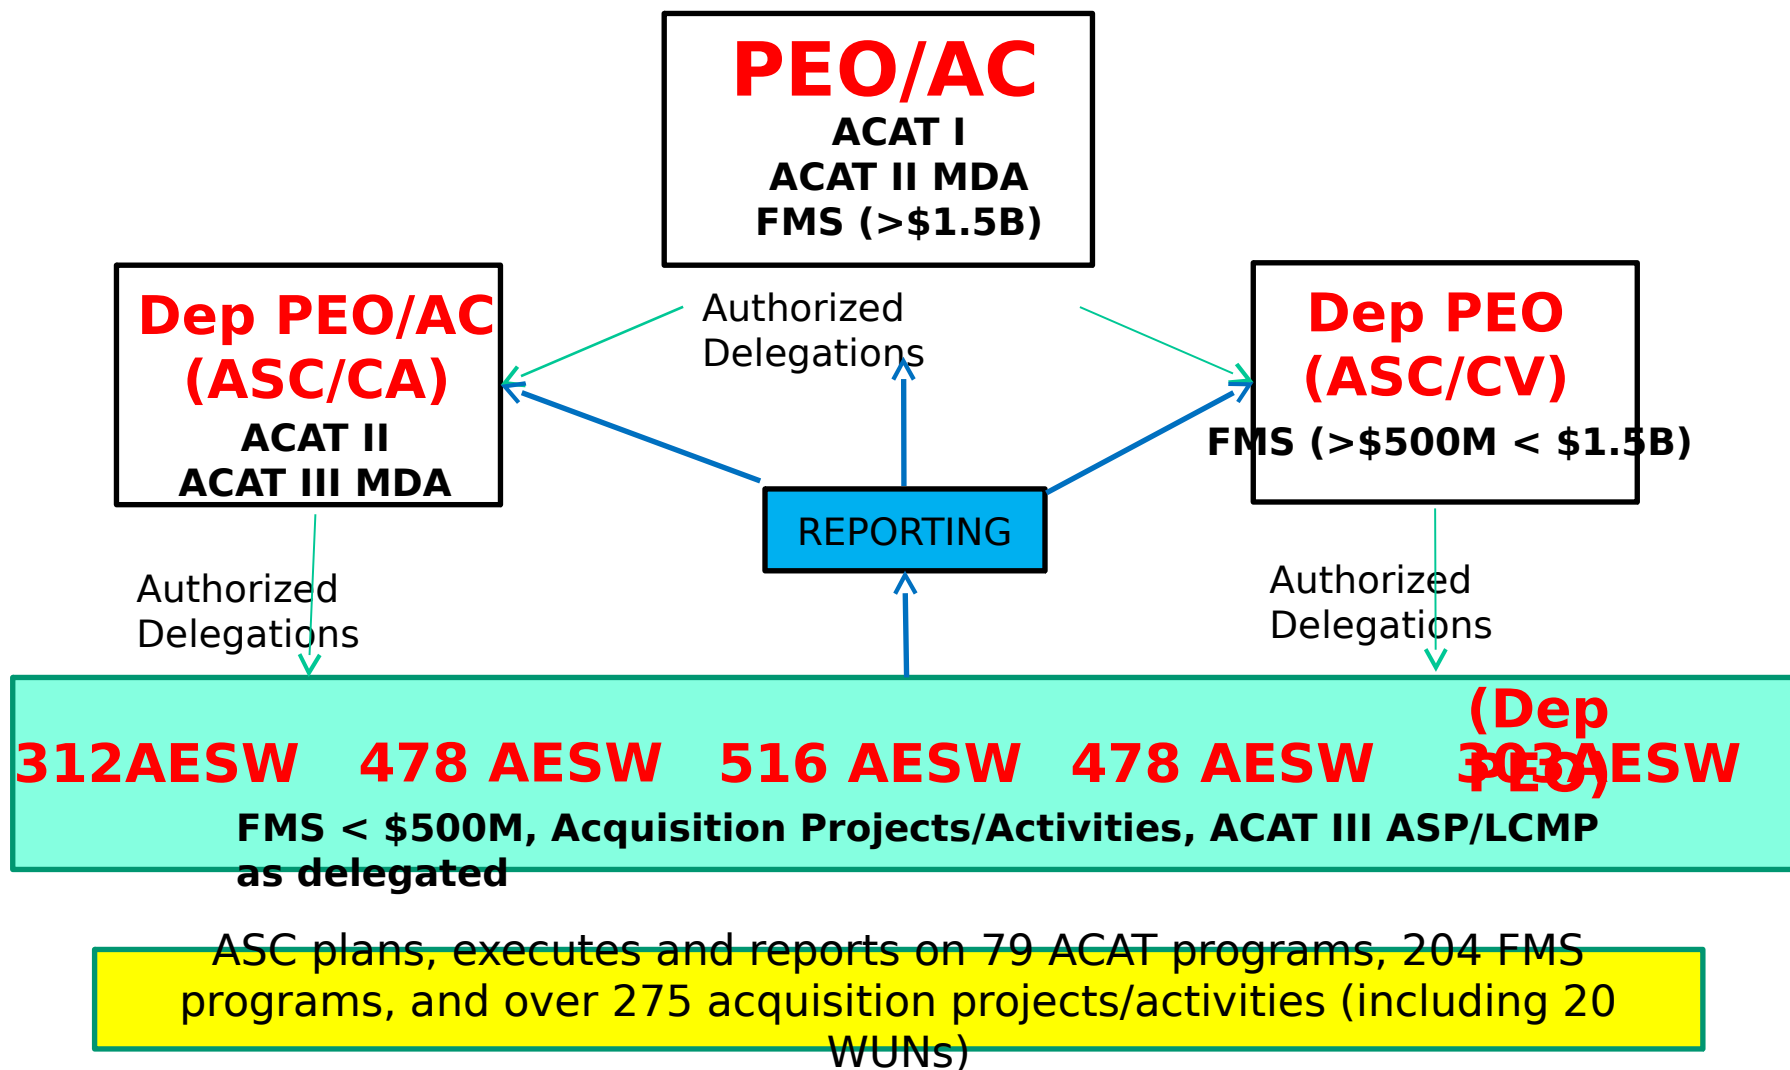 PEO/AC
ACAT I
ACAT II MDA
FMS (>$1.5B)
Dep PEO/AC
(ASC/CA)
ACAT II
ACAT III MDA
Authorized
Delegations
Dep PEO
(ASC/CV)
FMS (>$500M < $1.5B)
REPORTING
Authorized
Delegations
Authorized
Delegations
(Dep
PEO)
312AESW 478 AESW 516 AESW 478 AESW 303AESW
FMS < $500M, Acquisition Projects/Activities, ACAT III ASP/LCMP
as delegated
ASC plans, executes and reports on 79 ACAT programs, 204 FMS
programs, and over 275 acquisition projects/activities (including 20
WUNs)